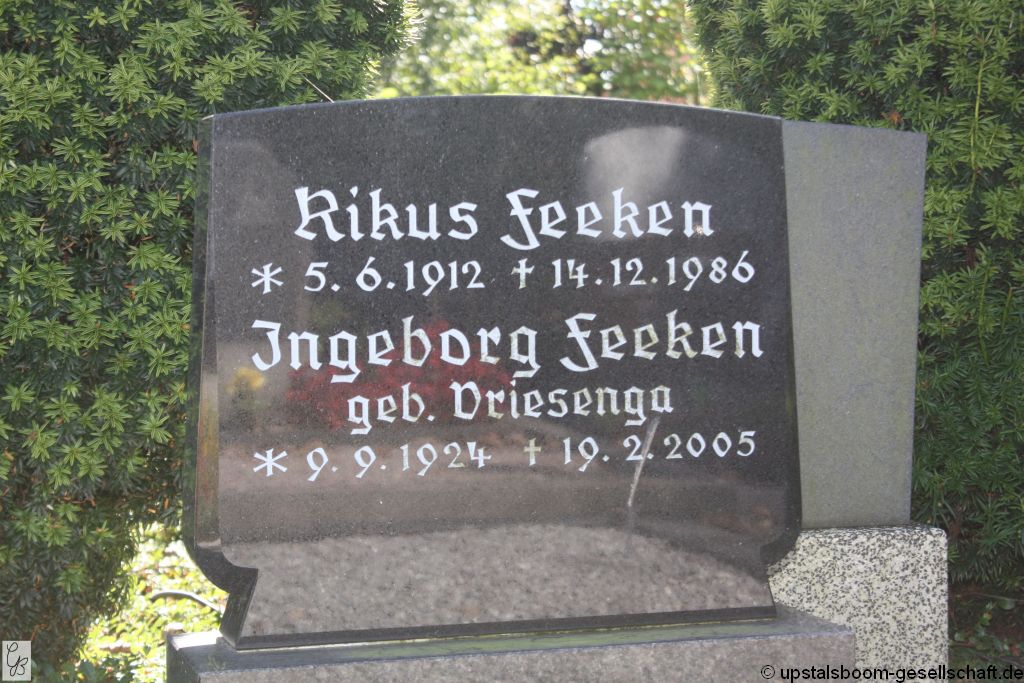 Rikus Feeken
* 5.6.1912 † 14.12.1986
Ingeborg Feeken
geb. Vriesenga
* 9.9.1924 † 19.2.2005
© upstalsboom-gesellschaft.de